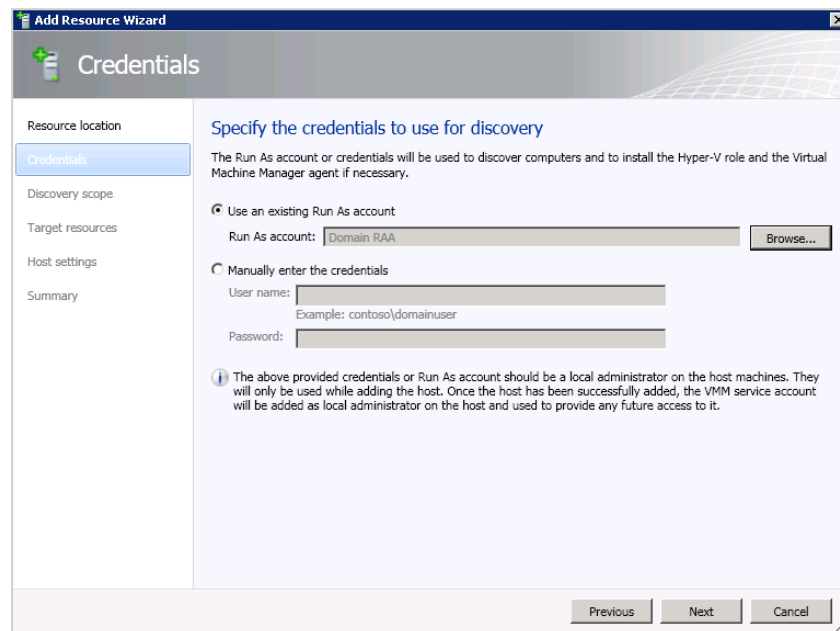 Add Resource Wizard
Credentials
Resource location
Credentials
Discovery scope
Target resources
Host settings
Summary
Specify the credentials to use for discovery
The Run As account or credentials will be used to discover computers and to install the Hyper-V role and the Virtual
Machine Manager agent if necessary.
Use an existing Run As account
Run As account: Domain RAA Browse...
Manually enter the credentials
User name:
Example: contoso\domainuser
Password:
The above provided credentials or Run As account should be a local administrator on the host machines. They
will only be used while adding the host. Once the host has been successfully added, the VMM service account
will be added as local administrator on the host and used to provide any future access to it.
Previous Next Cancel